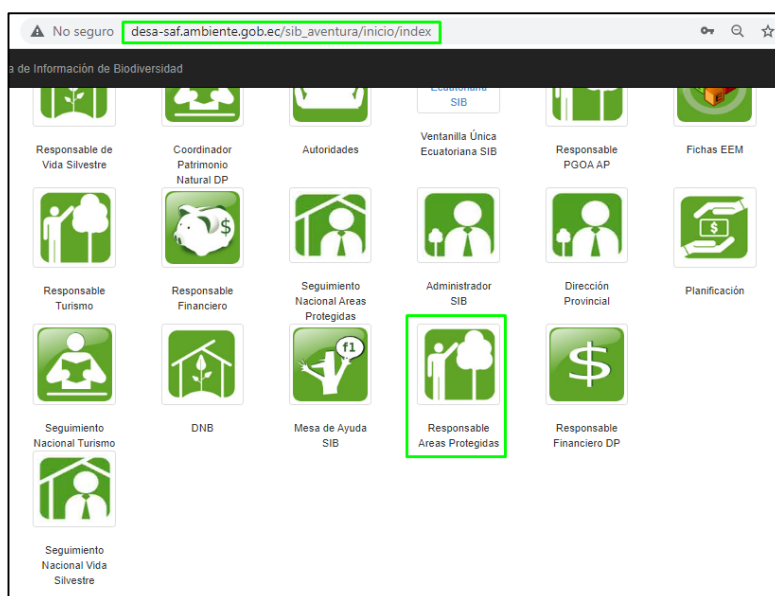 No seguro
desa-saf.ambiente.gob.ec/sib_aventura/inicio/index
a de Información de Biodiversidad
Responsable de
Vida Silvestre
Coordinador
Patrimonio
Natural DP
Autoridades
Ecuatoriana
SIB
Ventanilla Única
Ecuatoriana SIB
Responsable
PGOA AP
Fichas EEM
Responsable
Turismo
$
Responsable
Financiero
Seguimiento
Nacional Areas
Protegidas
Administrador
SIB
Dirección
Provincial
$
Planificación
Seguimiento
Nacional Turismo
DNB
f1
Mesa de Ayuda
SIB
Responsable
Areas Protegidas
$
Responsable
Financiero DP
Seguimiento
Nacional Vida
Silvestre